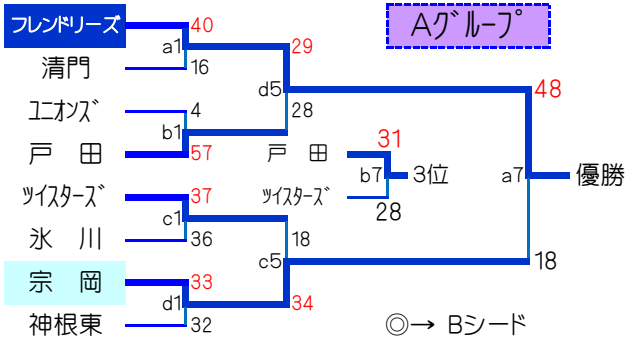 Aグループ
フレンドリーズ 40
a1 29
清門 16
d5 48
ユニオンズ 4 28
b1 戸 田 31
戸 田 57
b7 3位 a7 優勝
ツイスターズ 37 ツイスターズ 28
c1
氷 川 36 18
c5 18
宗 岡 33
d1 34
神根東 32 ◎→ Bシード